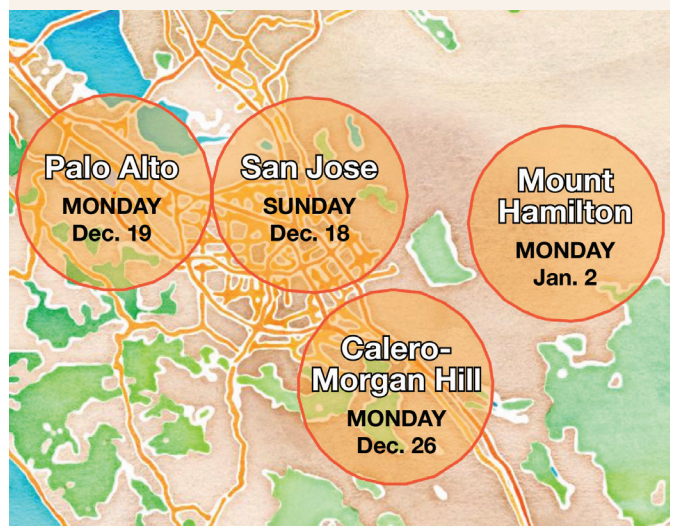 Palo Alto
MONDAY
Dec. 19
San Jose
SUNDAY
Dec. 18
Mount
Hamilton
MONDAY
Jan. 2
Calero-
Morgan Hill
MONDAY
Dec. 26